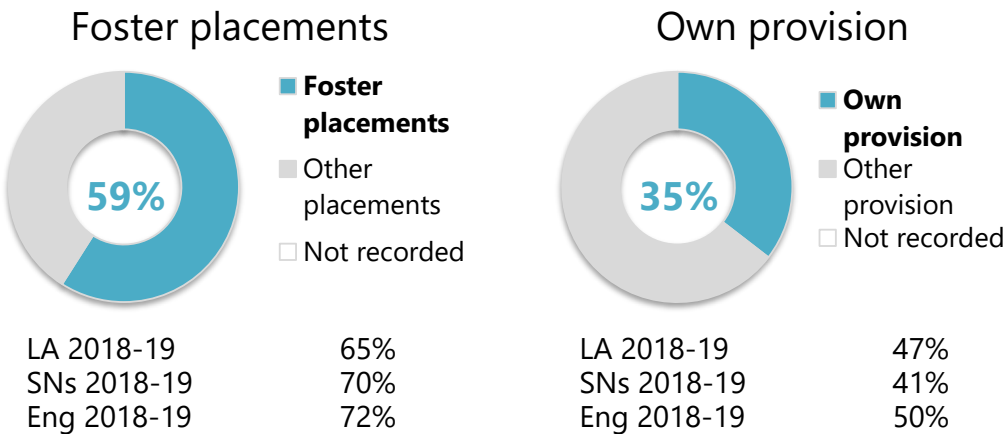 Foster placements
59%
Foster
placements
Other
placements
Not recorded
LA 2018-19 65%
SNs 2018-19 70%
Eng 2018-19 72%
Own provision
35%
Own
provision
Other
provision
Not recorded
LA 2018-19 47%
SNs 2018-19 41%
Eng 2018-19 50%